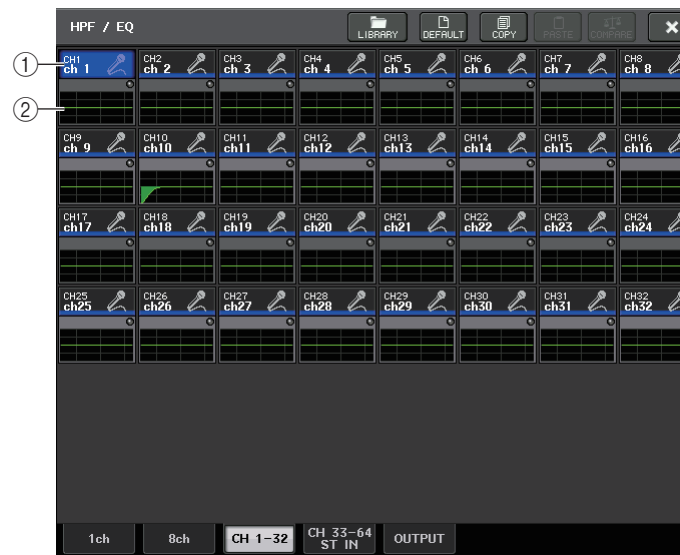 HPF / EQ
LIBRARY DEFAULT COPY PASTE COMPARE
1 CH1 CH2 CH3 CH4 CH5 CH6 CH7 CH8
ch 1 ch 2 ch 3 ch 4 ch 5 ch 6 ch 7 ch 8
2
CH9 CH10 CH11 CH12 CH13 CH14 CH15 CH16
ch 9 ch10 ch11 ch12 ch13 ch14 ch15 ch16
CH17 CH18 CH19 CH20 CH21 CH22 CH23 CH24
ch17 ch18 ch19 ch20 ch21 ch22 ch23 ch24
CH25 CH26 CH27 CH28 CH29 CH30 CH31 CH32
ch25 ch26 ch27 ch28 ch29 ch30 ch31 ch32
1ch 8ch CH 1-32 CH 33-64 OUTPUT
ST IN